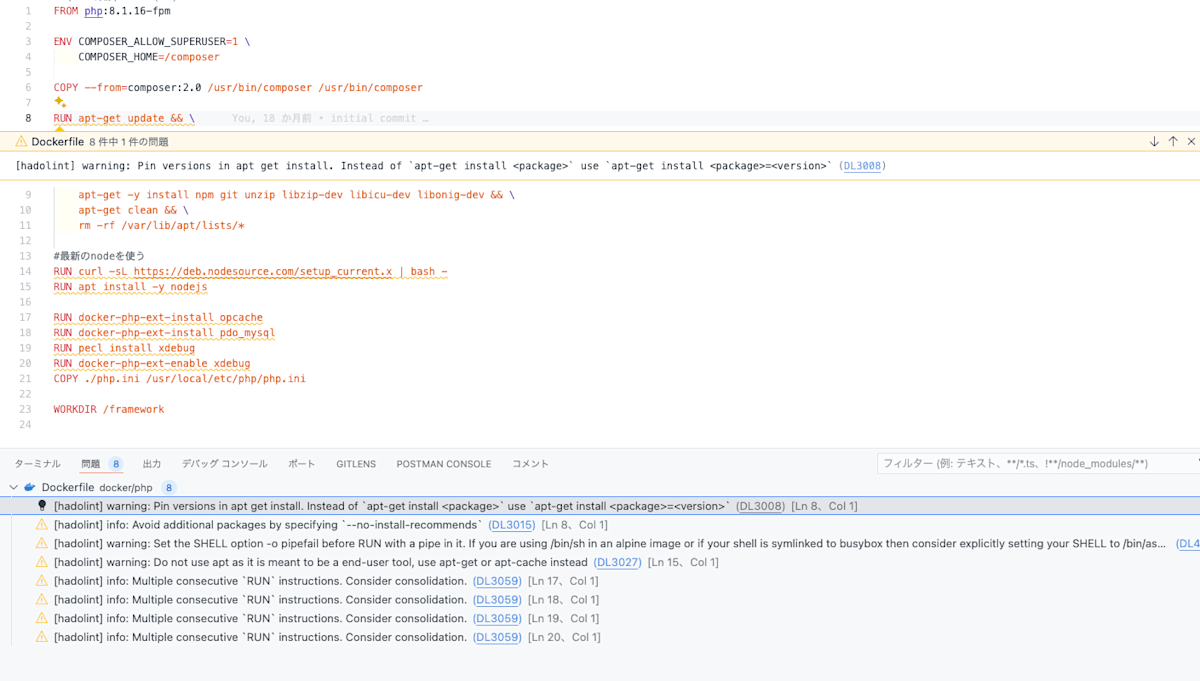 1 FROM php:8.1.16-fpm
2
3 ENV COMPOSER_ALLOW_SUPERUSER=1 \
4 COMPOSER_HOME=/composer
5
6 COPY --from=composer:2.0 /usr/bin/composer /usr/bin/composer
7
8 RUN apt-get update && \ You, 18 か月前 • initial commit …
Dockerfile 8 件中 1 件の問題
[hadolint] warning: Pin versions in apt get install. Instead of `apt-get install <package>` use `apt-get install <package>=<version>` (DL3008)
9 apt-get -y install npm git unzip libzip-dev libicu-dev libonig-dev && \
10 apt-get clean && \
11 rm -rf /var/lib/apt/lists/*
12
13 #最新のnodeを使う
14 RUN curl -sL https://deb.nodesource.com/setup_current.x | bash -
15 RUN apt install -y nodejs
16
17 RUN docker-php-ext-install opcache
18 RUN docker-php-ext-install pdo_mysql
19 RUN pecl install xdebug
20 RUN docker-php-ext-enable xdebug
21 COPY ./php.ini /usr/local/etc/php/php.ini
22
23 WORKDIR /framework
24
ターミナル 問題 8 出力 デバッグ コンソール ポート GITLENS POSTMAN CONSOLE コメント フィルター (例: テキスト、**/*.ts、!**/node_modules/**)
Dockerfile docker/php 8
[hadolint] warning: Pin versions in apt get install. Instead of `apt-get install <package>` use `apt-get install <package>=<version>` (DL3008) [Ln 8、Col 1]
[hadolint] info: Avoid additional packages by specifying `--no-install-recommends` (DL3015) [Ln 8、Col 1]
[hadolint] warning: Set the SHELL option -o pipefail before RUN with a pipe in it. If you are using /bin/sh in an alpine image or if your shell is symlinked to busybox then consider explicitly setting your SHELL to /bin/as... (DL4
[hadolint] warning: Do not use apt as it is meant to be a end-user tool, use apt-get or apt-cache instead (DL3027) [Ln 15、Col 1]
[hadolint] info: Multiple consecutive `RUN` instructions. Consider consolidation. (DL3059) [Ln 17、Col 1]
[hadolint] info: Multiple consecutive `RUN` instructions. Consider consolidation. (DL3059) [Ln 18、Col 1]
[hadolint] info: Multiple consecutive `RUN` instructions. Consider consolidation. (DL3059) [Ln 19、Col 1]
[hadolint] info: Multiple consecutive `RUN` instructions. Consider consolidation. (DL3059) [Ln 20、Col 1]